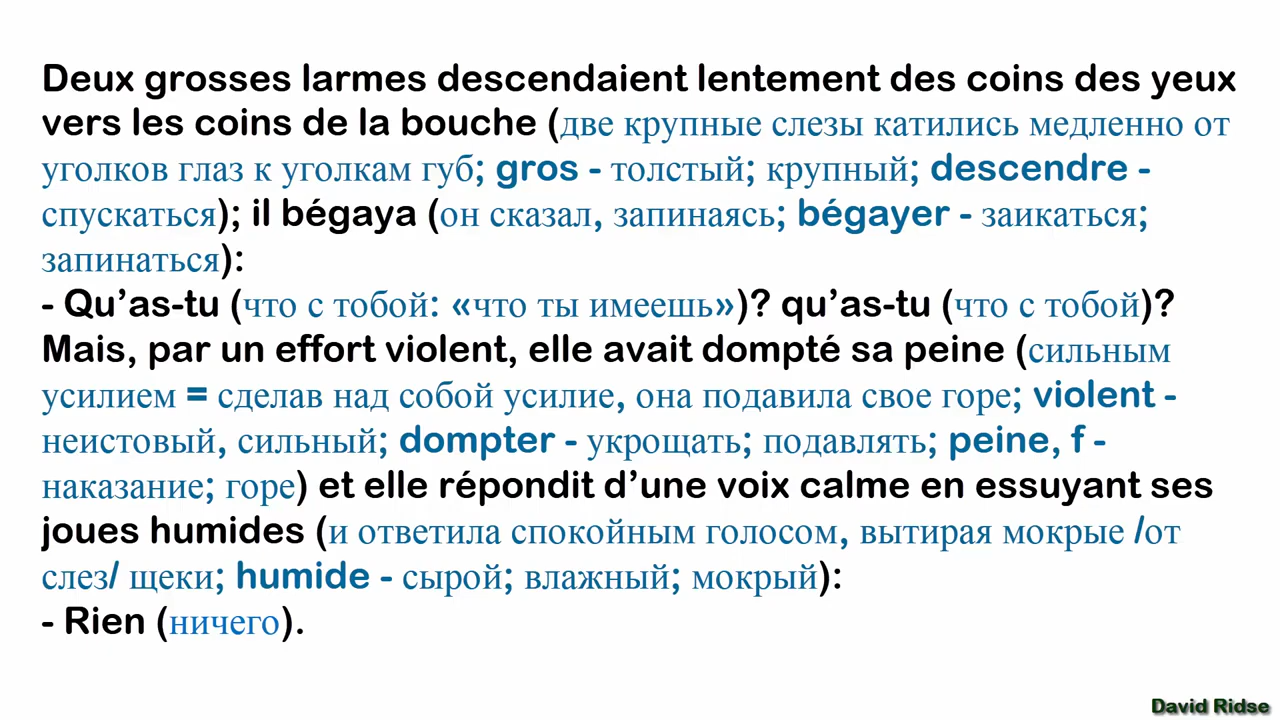 Deux grosses larmes descendaient lentement des coins des yeux
vers les coins de la bouche (две крупные слезы катились медленно от
уголков глаз к уголкам губ; gros - толстый; крупный; descendre -
спускаться); il bégaya (он сказал, запинаясь; bégayer - заикаться;
запинаться):
- Qu’as-tu (что с тобой: «что ты имеешь»)? qu’as-tu (что с тобой)?
Mais, par un effort violent, elle avait dompté sa peine (сильным
усилием = сделав над собой усилие, она подавила свое горе; violent -
неистовый, сильный; dompter - укрощать; подавлять; peine, f -
наказание; горе) et elle répondit d’une voix calme en essuyant ses
joues humides (и ответила спокойным голосом, вытирая мокрые /от
слез/ щеки; humide - сырой; влажный; мокрый):
- Rien (ничего).
David Ridse